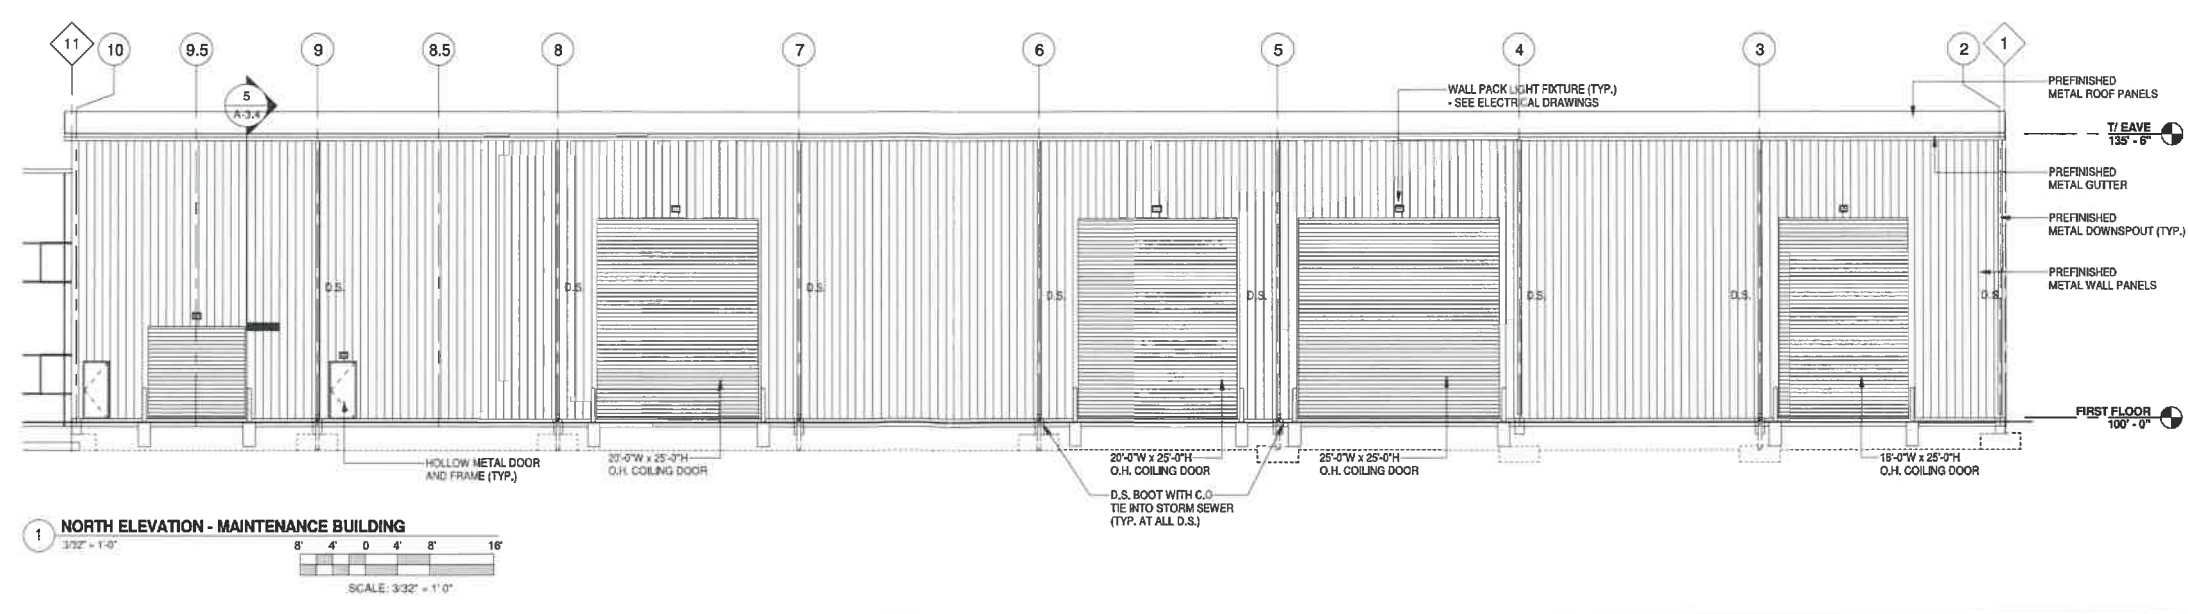 11
10
9.5
9
8.5
8
7
6
5
4
3
2
1
5
A-3.4
WALL PACK LIGHT FIXTURE (TYP.)
- SEE ELECTRICAL DRAWINGS
PREFINISHED
METAL ROOF PANELS
T/ EAVE
135' - 6"
PREFINISHED
METAL GUTTER
PREFINISHED
METAL DOWNSPOUT (TYP.)
PREFINISHED
METAL WALL PANELS
D.S.
D.S.
D.S.
D.S.
D.S.
D.S.
D.S.
D.S.
FIRST FLOOR
100' - 0"
HOLLOW METAL DOOR
AND FRAME (TYP.)
20'-0"W x 25'-0"H
O.H. COILING DOOR
20'-0"W x 25'-0"H
O.H. COILING DOOR
25'-0"W x 25'-0"H
O.H. COILING DOOR
16'-0"W x 25'-0"H
O.H. COILING DOOR
D.S. BOOT WITH C.O
TIE INTO STORM SEWER
(TYP. AT ALL D.S.)
1
NORTH ELEVATION - MAINTENANCE BUILDING
3/32" = 1'-0"
8' 4' 0 4' 8' 16'
SCALE: 3/32" = 1' 0"